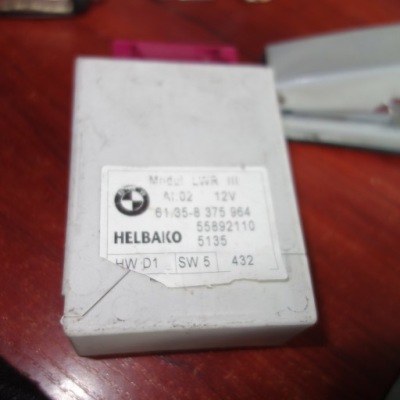 Modul LWR III
AI.02 12V
61.35-8 375 964
55892110
HELBAKO 5135
HW D1 SW 5 432